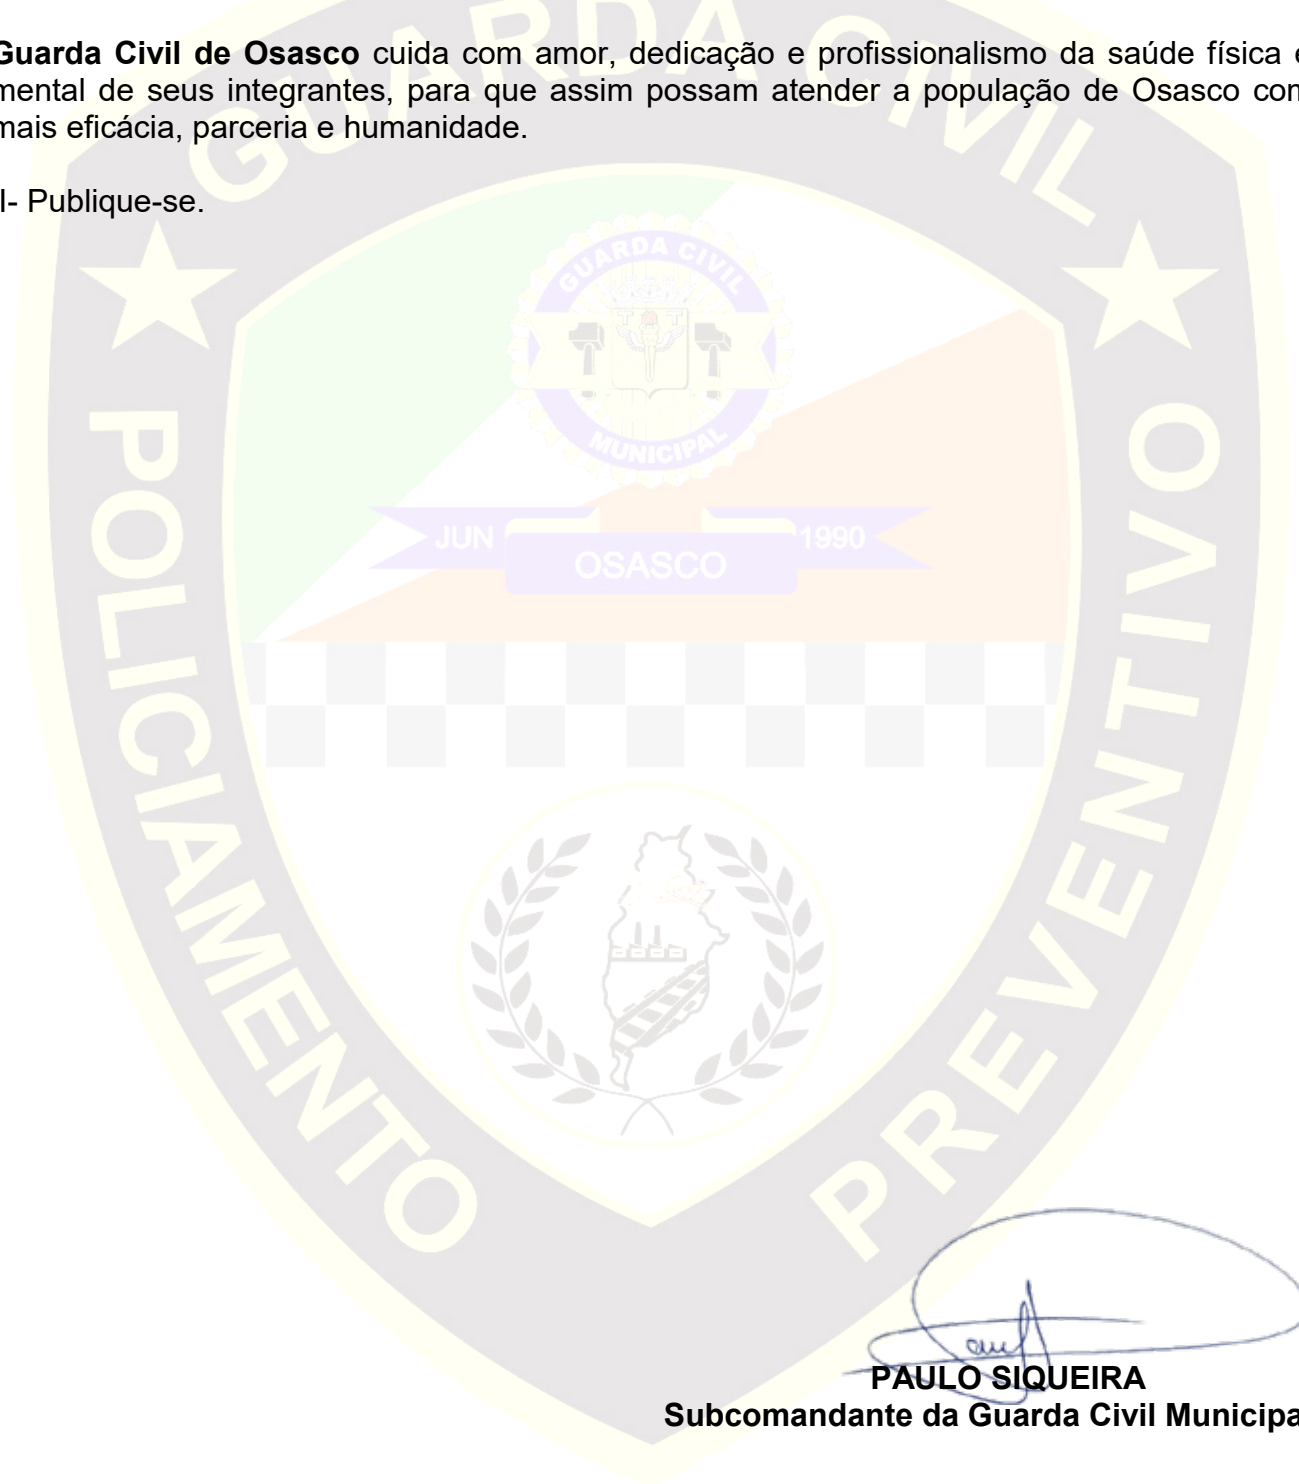 Guarda Civil de Osasco cuida com amor, dedicação e profissionalismo da saúde física e
mental de seus integrantes, para que assim possam atender a população de Osasco com
mais eficácia, parceria e humanidade.
I- Publique-se.
GUARDA CIVIL
GUARDA CIVIL
MUNICIPAL
JUN 1990
OSASCO
POLICIAMENTO
PREVENTIVO
PAULO SIQUEIRA
Subcomandante da Guarda Civil Municipa